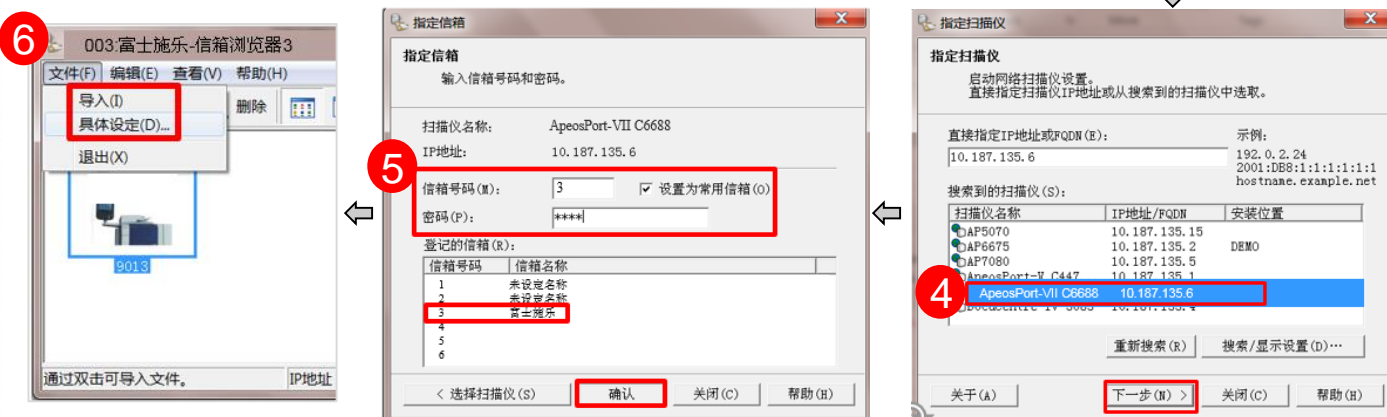 6
003:富士施乐-信箱浏览器3
文件(F) 编辑(E) 查看(V) 帮助(H)
导入(I)
删除
具体设定(D)...
退出(X)
9013
通过双击可导入文件。 IP地址
指定信箱
指定信箱
输入信箱号码和密码。
扫描仪名称: ApeosPort-VII C6688
IP地址: 10.187.135.6
5
信箱号码(M): 3 设置为常用信箱(O)
密码(P): ****
登记的信箱(R):
信箱号码 信箱名称
1 未设定名称
2 未设定名称
3 富士施乐
4
5
6
< 选择扫描仪(S) 确认 关闭(C) 帮助(H)
指定扫描仪
指定扫描仪
启动网络扫描仪设置。
直接指定扫描仪IP地址或从搜索到的扫描仪中选取。
直接指定IP地址或FQDN(E): 示例:
10.187.135.6 192.0.2.24
2001:DB8:1:1:1:1:1:1
hostname.example.net
搜索到的扫描仪(S):
扫描仪名称 IP地址/FQDN 安装位置
AP5070 10.187.135.15
AP6675 10.187.135.2 DEMO
AP7080 10.187.135.5
ApeosPort-V C447 10.187.135.1
4
ApeosPort-VII C6688 10.187.135.6
DocuCentre-IV 10.187.135.4
重新搜索(R) 搜索/显示设置(D)…
关于(A) 下一步(N) > 关闭(C) 帮助(H)